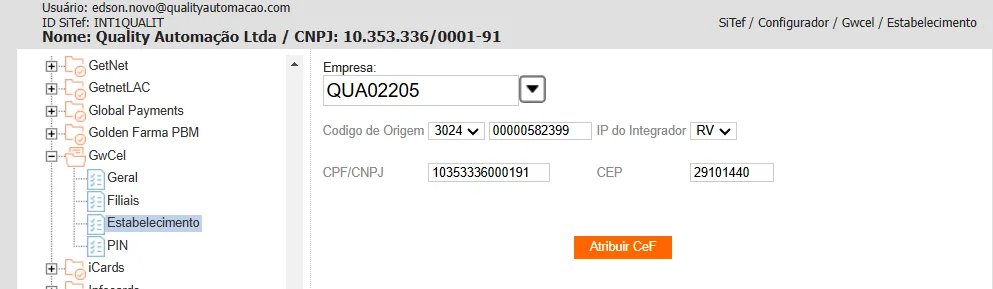 Usuário: edson.novo@qualityautomacao.com
ID SiTef: INT1QUALIT
SiTef / Configurador / Gwcel / Estabelecimento
Nome: Quality Automação Ltda / CNPJ: 10.353.336/0001-91
GetNet
GetnetLAC
Global Payments
Golden Farma PBM
GwCel
Geral
Filiais
Estabelecimento
PIN
iCards
Infocards
Empresa:
QUA02205
Codigo de Origem 3024 00000582399 IP do Integrador RV
CPF/CNPJ 10353336000191 CEP 29101440
Atribuir CeF